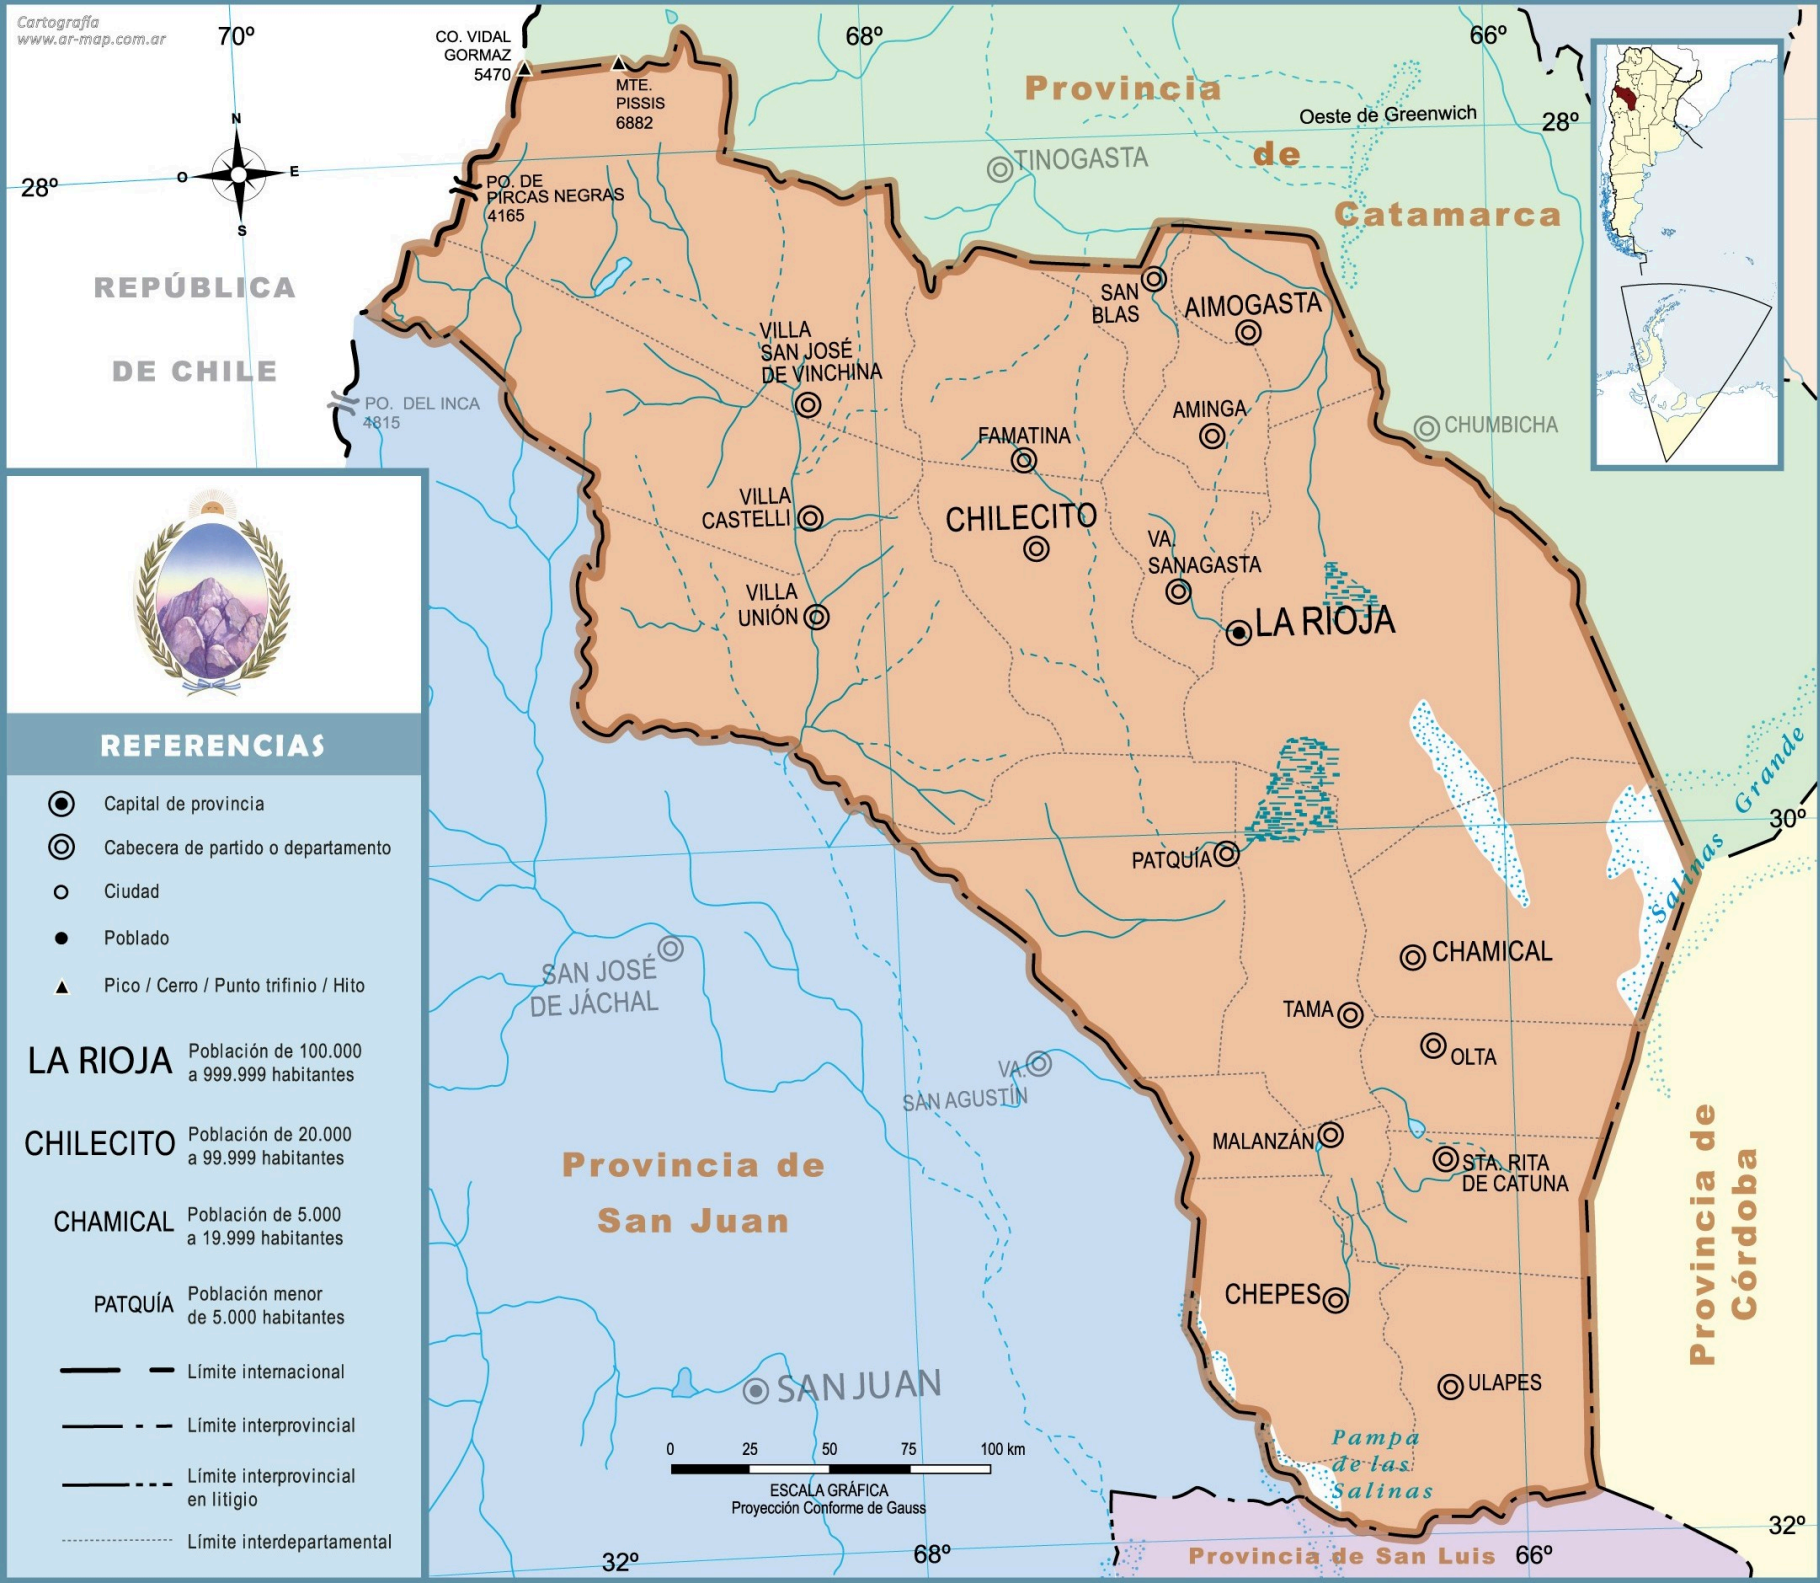 Cartografía
www.ar-map.com.ar
70º
CO. VIDAL
GORMAZ
5470
68º
66º
MTE.
PISSIS
6882
Provincia
de
Catamarca
Oeste de Greenwich
28º
TINOGASTA
N
O
E
S
28º
PO. DE
PIRCAS NEGRAS
4165
REPÚBLICA
DE CHILE
PO. DEL INCA
4815
SAN
BLAS
AIMOGASTA
VILLA
SAN JOSÉ
DE VINCHINA
AMINGA
CHUMBICHA
FAMATINA
VILLA
CASTELLI
CHILECITO
VA.
SANAGASTA
VILLA
UNIÓN
LA RIOJA
Salinas Grande
30º
PATQUÍA
CHAMICAL
SAN JOSÉ
DE JÁCHAL
TAMA
OLTA
VA.
SAN AGUSTÍN
MALANZÁN
STA. RITA
DE CATUNA
Provincia de
San Juan
Provincia de
Córdoba
CHEPES
ULAPES
SAN JUAN
Pampa
de las
Salinas
0 25 50 75 100 km
ESCALA GRÁFICA
Proyección Conforme de Gauss
32º
68º
Provincia de San Luis
66º
32º
REFERENCIAS
Capital de provincia
Cabecera de partido o departamento
Ciudad
Poblado
Pico / Cerro / Punto trifinio / Hito
LA RIOJA
Población de 100.000
a 999.999 habitantes
CHILECITO
Población de 20.000
a 99.999 habitantes
CHAMICAL
Población de 5.000
a 19.999 habitantes
PATQUÍA
Población menor
de 5.000 habitantes
Límite internacional
Límite interprovincial
Límite interprovincial
en litigio
Límite interdepartamental